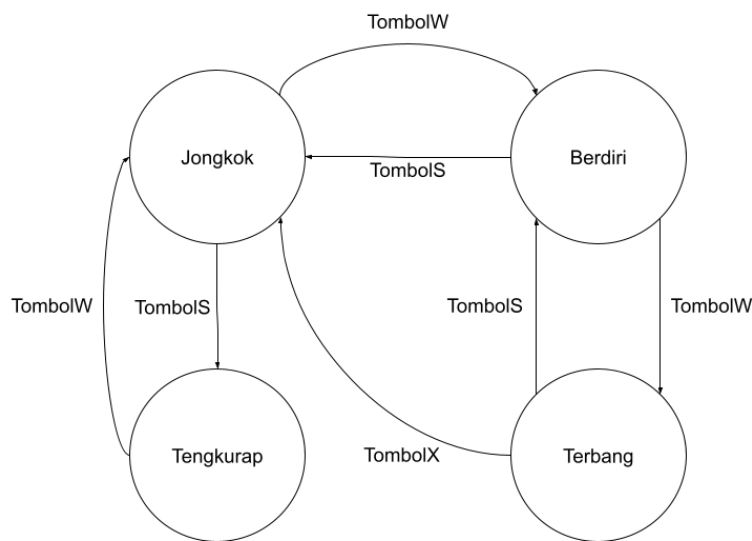 TombolW
Jongkok
Berdiri
TombolS
TombolW
TombolS
TombolS
TombolW
Tengkurap
TombolX
Terbang